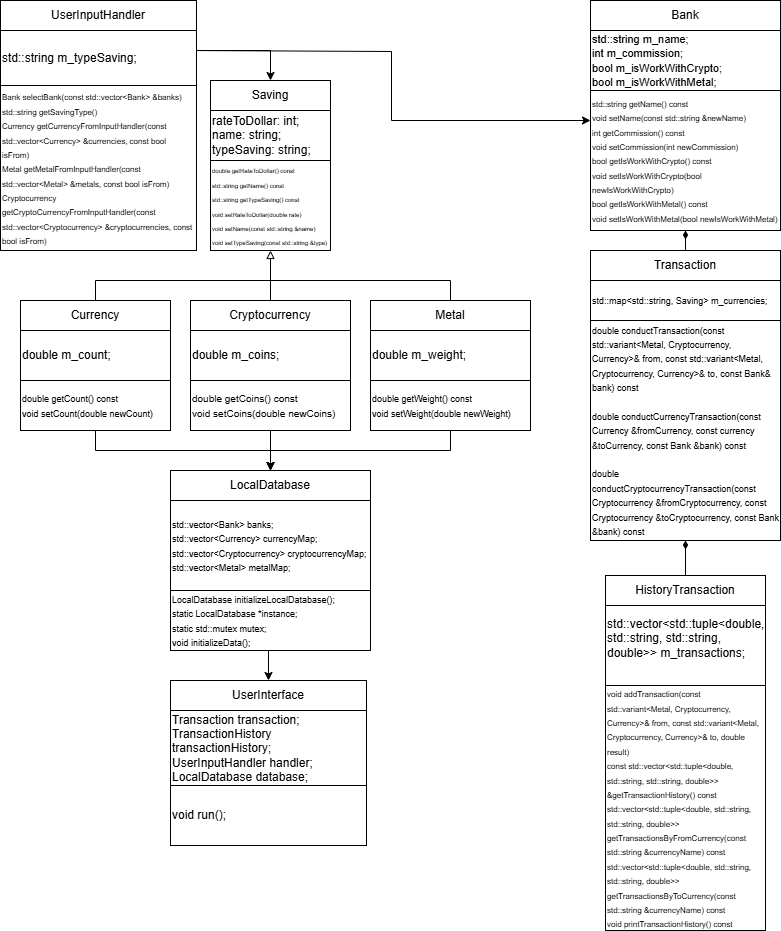 UserInputHandler
std::string m_typeSaving;
Bank selectBank(const std::vector<Bank> &banks)
std::string getSavingType()
Currency getCurrencyFromInputHandler(const
std::vector<Currency> &currencies, const bool
isFrom)
Metal getMetalFromInputHandler(const
std::vector<Metal> &metals, const bool isFrom)
Cryptocurrency
getCryptoCurrencyFromInputHandler(const
std::vector<Cryptocurrency> &cryptocurrencies, const
bool isFrom)
Saving
rateToDollar: int;
name: string;
typeSaving: string;
double getRateToDollar() const
std::string getName() const
std::string getTypeSaving() const
void setRateToDollar(double rate)
void setName(const std::string &name)
void setTypeSaving(const std::string &type)
Bank
std::string m_name;
int m_commission;
bool m_isWorkWithCrypto;
bool m_isWorkWithMetal;
std::string getName() const
void setName(const std::string &newName)
int getCommission() const
void setCommission(int newCommission)
bool getIsWorkWithCrypto() const
void setIsWorkWithCrypto(bool
newIsWorkWithCrypto)
bool getIsWorkWithMetal() const
void setIsWorkWithMetal(bool newIsWorkWithMetal)
Currency
double m_count;
double getCount() const
void setCount(double newCount)
Cryptocurrency
double m_coins;
double getCoins() const
void setCoins(double newCoins)
Metal
double m_weight;
double getWeight() const
void setWeight(double newWeight)
Transaction
std::map<std::string, Saving> m_currencies;
double conductTransaction(const
std::variant<Metal, Cryptocurrency,
Currency>& from, const std::variant<Metal,
Cryptocurrency, Currency>& to, const Bank&
bank) const
double conductCurrencyTransaction(const
Currency &fromCurrency, const currency
&toCurrency, const Bank &bank) const
double
conductCryptocurrencyTransaction(const
Cryptocurrency &fromCryptocurrency, const
Cryptocurrency &toCryptocurrency, const Bank
&bank) const
LocalDatabase
std::vector<Bank> banks;
std::vector<Currency> currencyMap;
std::vector<Cryptocurrency> cryptocurrencyMap;
std::vector<Metal> metalMap;
LocalDatabase initializeLocalDatabase();
static LocalDatabase *instance;
static std::mutex mutex;
void initializeData();
HistoryTransaction
std::vector<std::tuple<double,
std::string, std::string,
double>> m_transactions;
void addTransaction(const
std::variant<Metal, Cryptocurrency,
Currency>& from, const std::variant<Metal,
Cryptocurrency, Currency>& to, double
result)
const std::vector<std::tuple<double,
std::string, std::string, double>>
&getTransactionHistory() const
std::vector<std::tuple<double, std::string,
std::string, double>>
getTransactionsByFromCurrency(const
std::string &currencyName) const
std::vector<std::tuple<double, std::string,
std::string, double>>
getTransactionsByToCurrency(const
std::string &currencyName) const
void printTransactionHistory() const
UserInterface
Transaction transaction;
TransactionHistory
transactionHistory;
UserInputHandler handler;
LocalDatabase database;
void run();